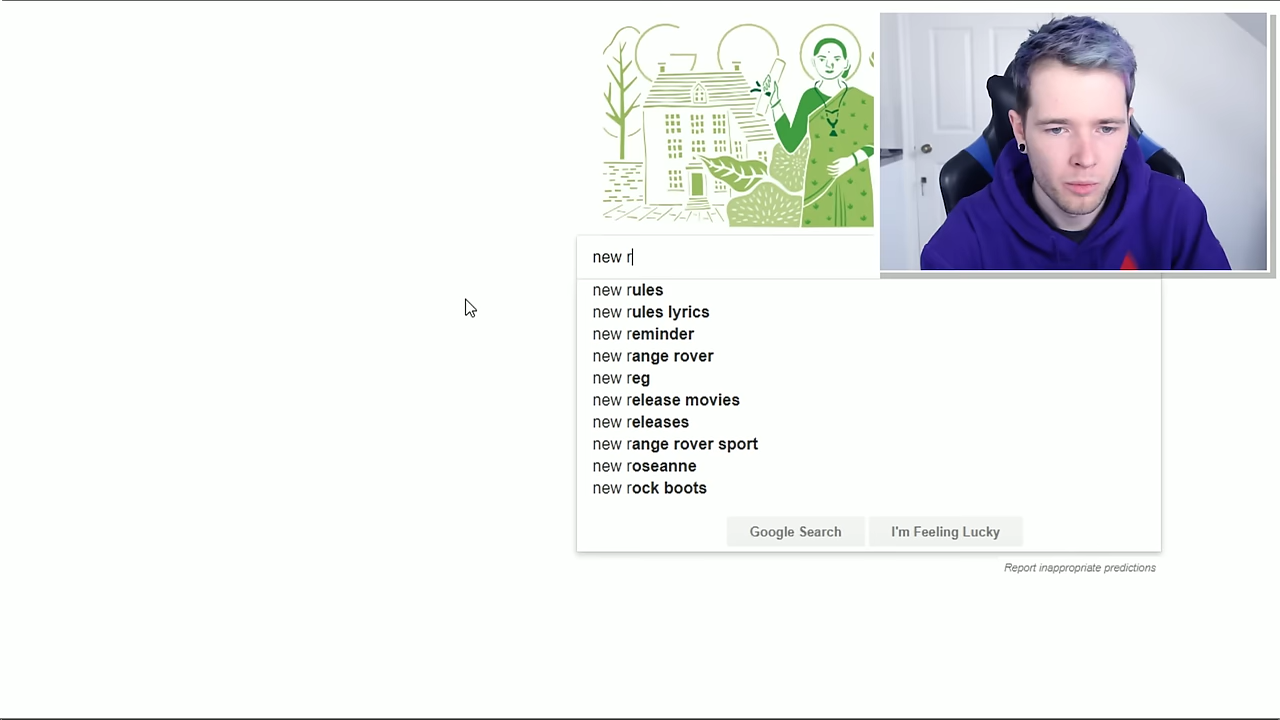 new r
new rules
new rules lyrics
new reminder
new range rover
new reg
new release movies
new releases
new range rover sport
new roseanne
new rock boots
Google Search
I'm Feeling Lucky
Report inappropriate predictions